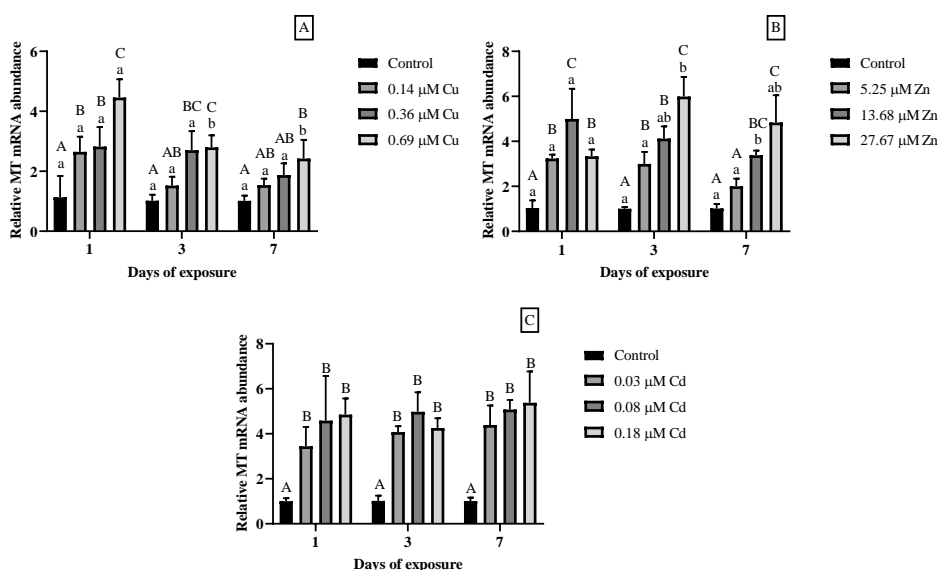 A
Relative MT mRNA abundance
6
4
2
0
A
a
B
a
B
a
C
a
A
a
AB
a
BC
a
C
b
A
a
AB
a
AB
a
B
b
1
3
7
Days of exposure
Control
0.14 μM Cu
0.36 μM Cu
0.69 μM Cu
B
Relative MT mRNA abundance
8
6
4
2
0
A
a
B
a
C
a
B
a
A
a
B
a
B
ab
C
b
A
a
A
a
BC
b
C
ab
1
3
7
Days of exposure
Control
5.25 μM Zn
13.68 μM Zn
27.67 μM Zn
C
Relative MT mRNA abundance
8
6
4
2
0
A
B
B
B
A
B
B
B
A
B
B
B
1
3
7
Days of exposure
Control
0.03 μM Cd
0.08 μM Cd
0.18 μM Cd